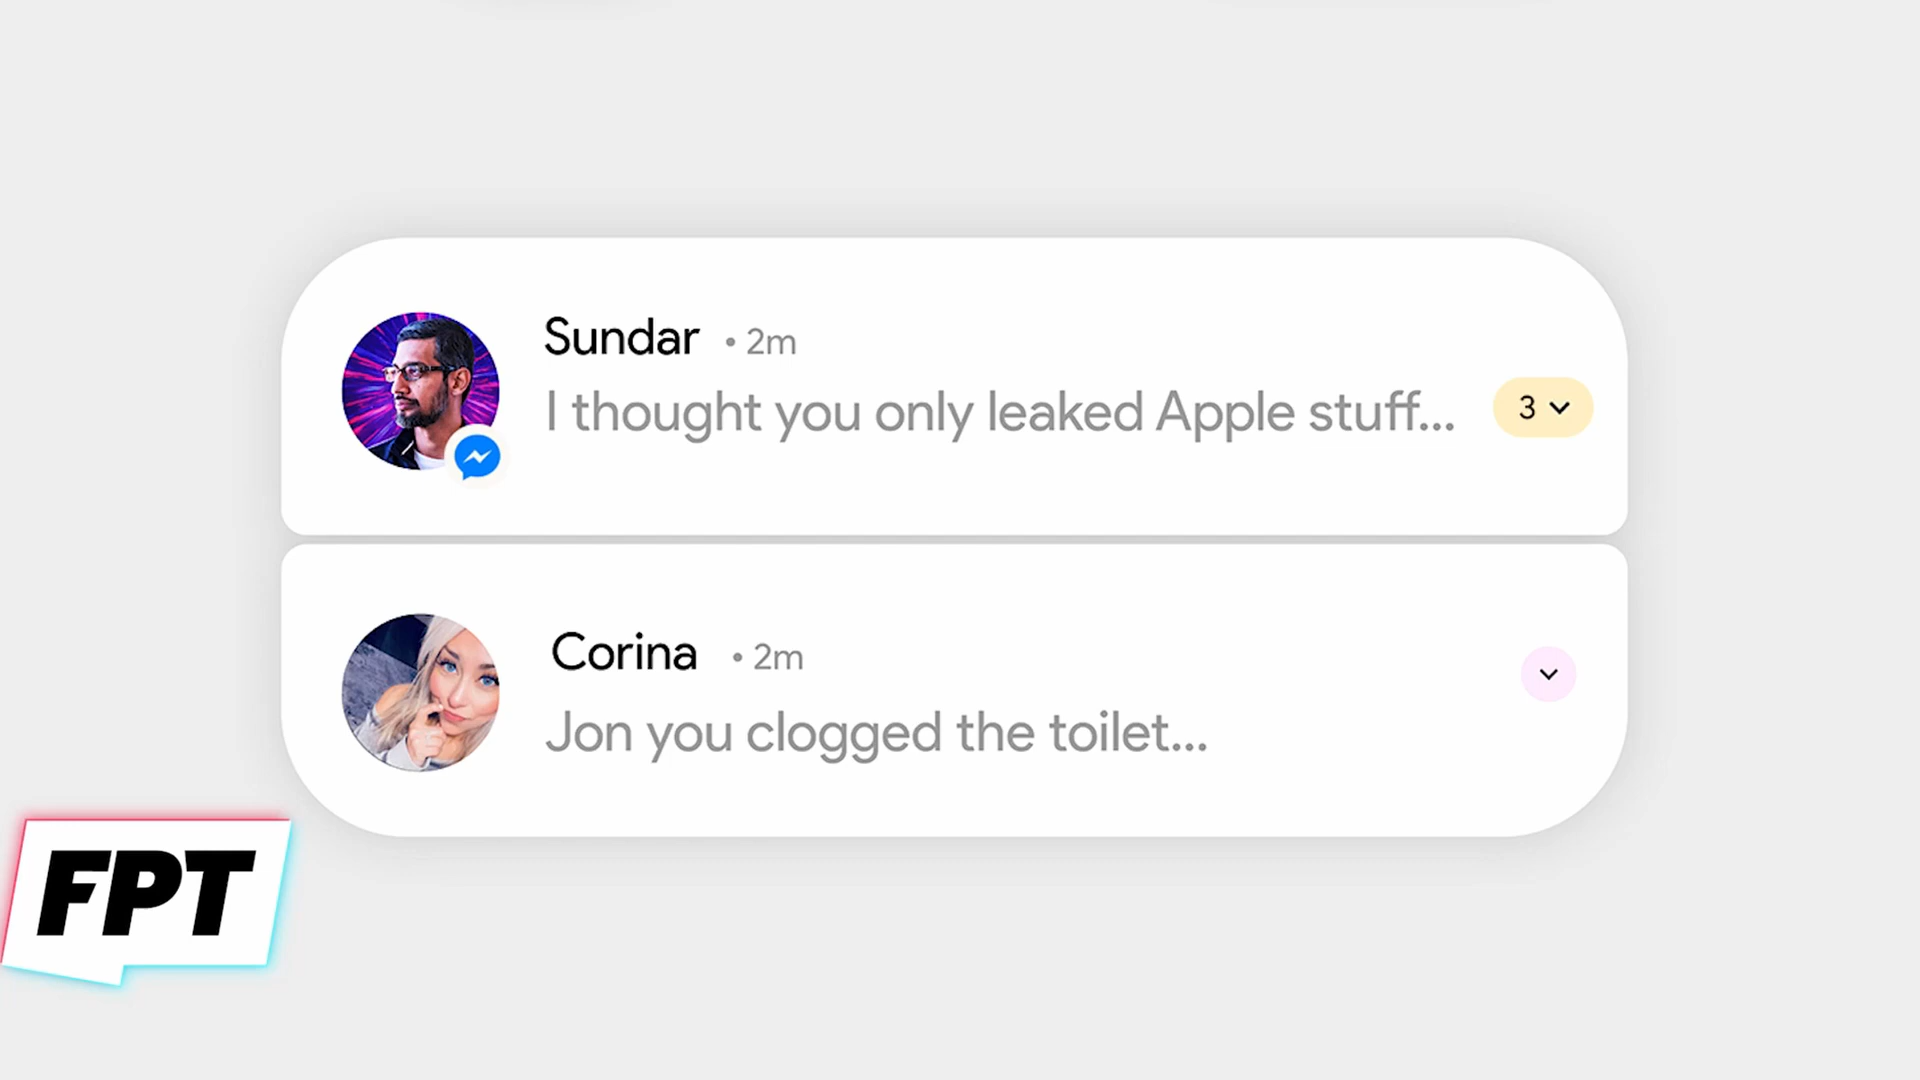 Sundar • 2m
I thought you only leaked Apple stuff...
3
Corina • 2m
Jon you clogged the toilet...
FPT